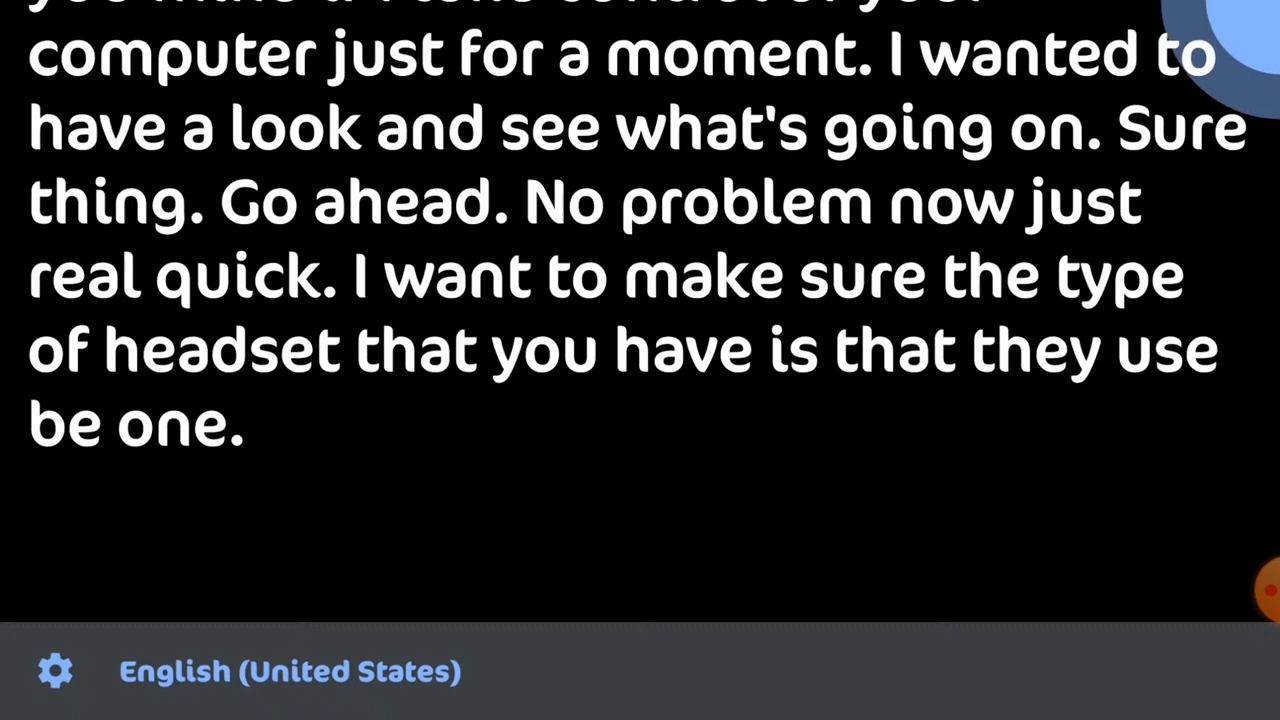 computer just for a moment. I wanted to
have a look and see what's going on. Sure
thing. Go ahead. No problem now just
real quick. I want to make sure the type
of headset that you have is that they use
be one.
English (United States)